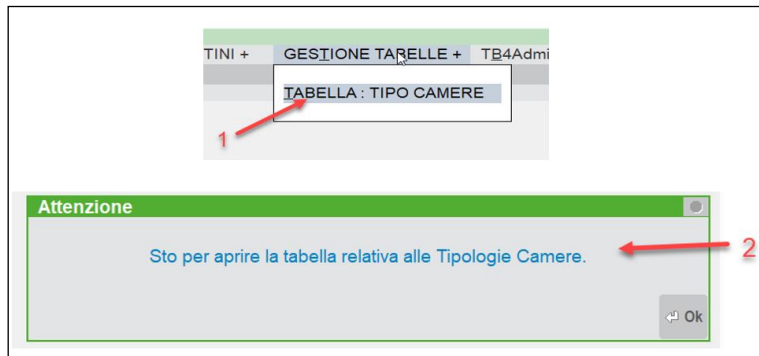 TINI + GESTIONE TABELLE + TB4Admi
TABELLA : TIPO CAMERE
1
Attenzione
Sto per aprire la tabella relativa alle Tipologie Camere.
2
Ok